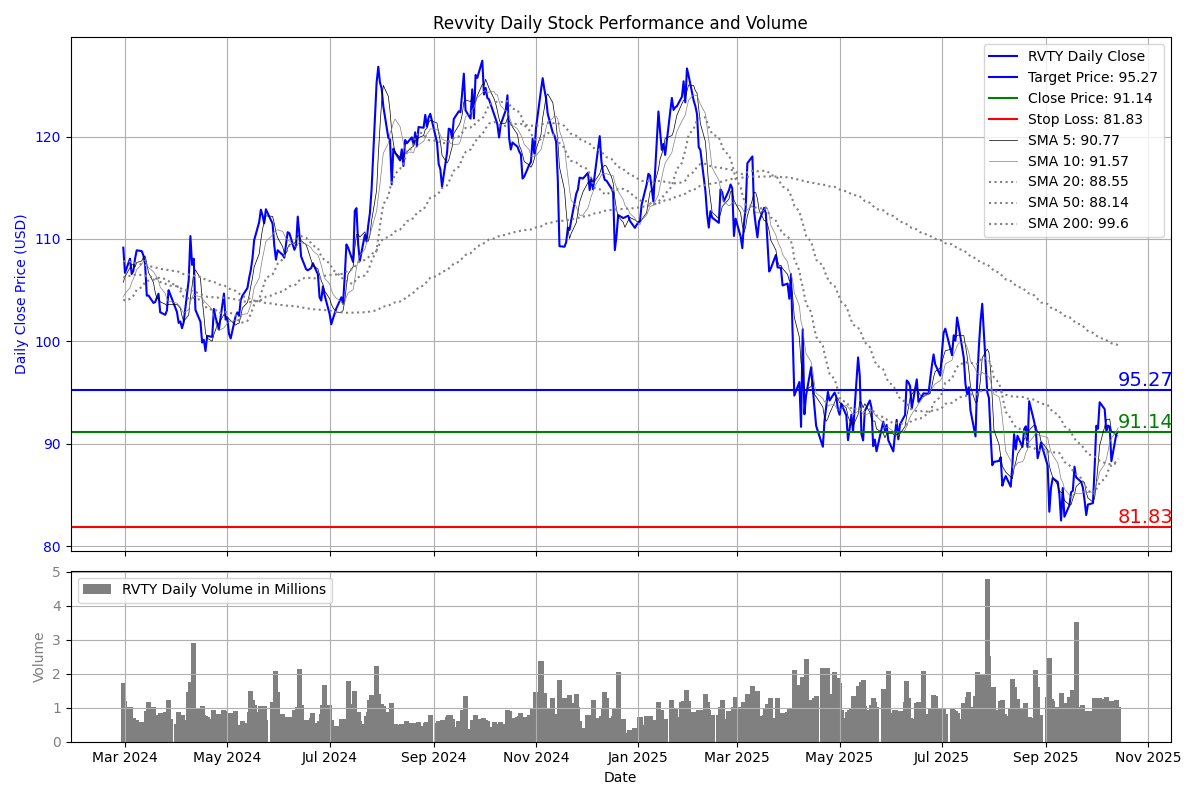 Revvity Daily Stock Performance and Volume
RVTY Daily Close
Target Price: 95.27
Close Price: 91.14
Stop Loss: 81.83
SMA 5: 90.77
SMA 10: 91.57
SMA 20: 88.55
SMA 50: 88.14
SMA 200: 99.6
Daily Close Price (USD)
120
110
100
90
80
95.27
91.14
81.83
RVTY Daily Volume in Millions
Volume
5
4
3
2
1
0
Mar 2024 May 2024 Jul 2024 Sep 2024 Nov 2024 Jan 2025 Mar 2025 May 2025 Jul 2025 Sep 2025 Nov 2025
Date